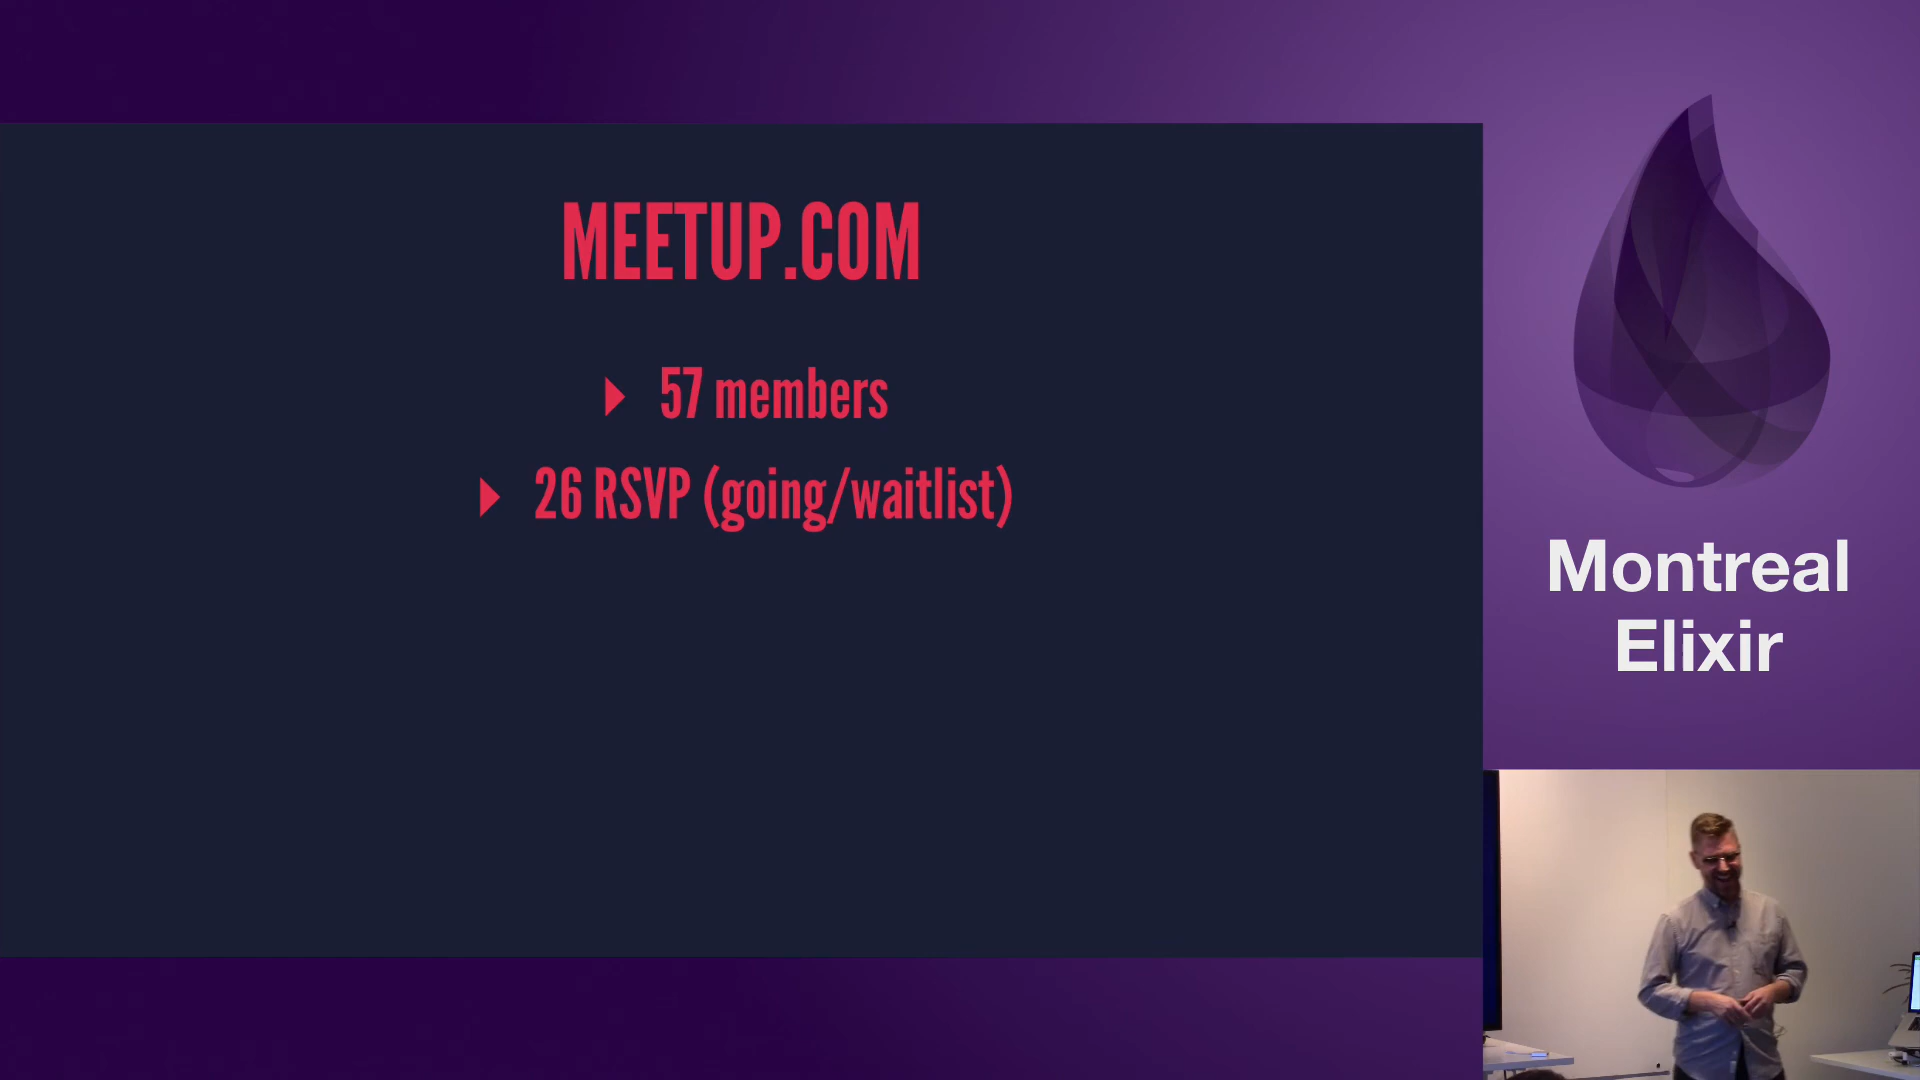 MEETUP.COM
57 members
26 RSVP (going/waitlist)
Montreal
Elixir